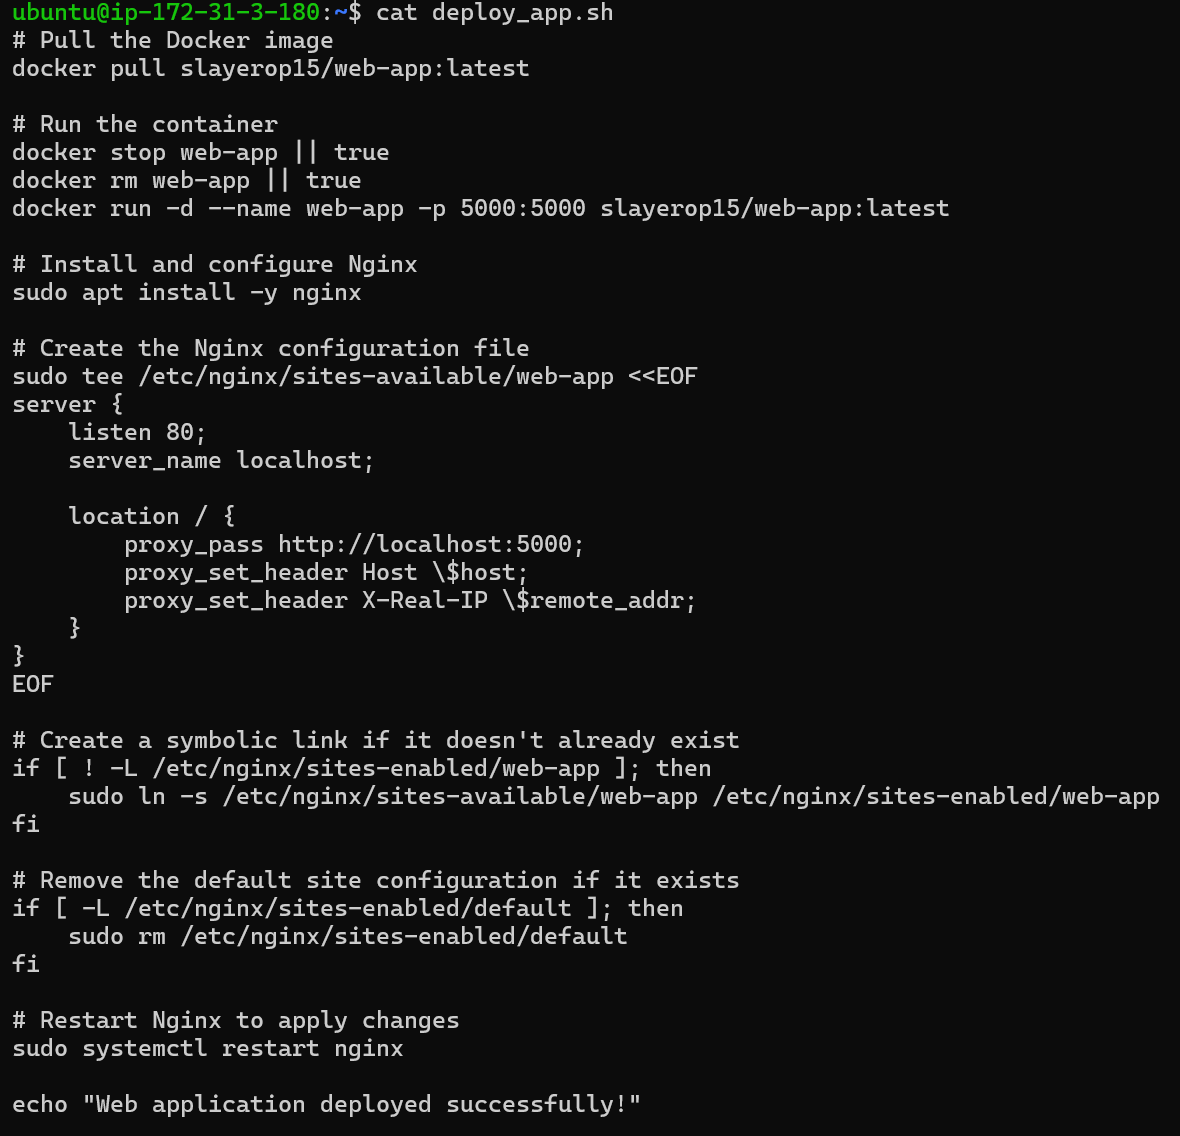 ubuntu@ip-172-31-3-180:~$ cat deploy_app.sh
# Pull the Docker image
docker pull slayerop15/web-app:latest

# Run the container
docker stop web-app || true
docker rm web-app || true
docker run -d --name web-app -p 5000:5000 slayerop15/web-app:latest

# Install and configure Nginx
sudo apt install -y nginx

# Create the Nginx configuration file
sudo tee /etc/nginx/sites-available/web-app <<EOF
server {
    listen 80;
    server_name localhost;

    location / {
        proxy_pass http://localhost:5000;
        proxy_set_header Host \$host;
        proxy_set_header X-Real-IP \$remote_addr;
    }
}
EOF

# Create a symbolic link if it doesn't already exist
if [ ! -L /etc/nginx/sites-enabled/web-app ]; then
    sudo ln -s /etc/nginx/sites-available/web-app /etc/nginx/sites-enabled/web-app
fi

# Remove the default site configuration if it exists
if [ -L /etc/nginx/sites-enabled/default ]; then
    sudo rm /etc/nginx/sites-enabled/default
fi

# Restart Nginx to apply changes
sudo systemctl restart nginx

echo "Web application deployed successfully!"